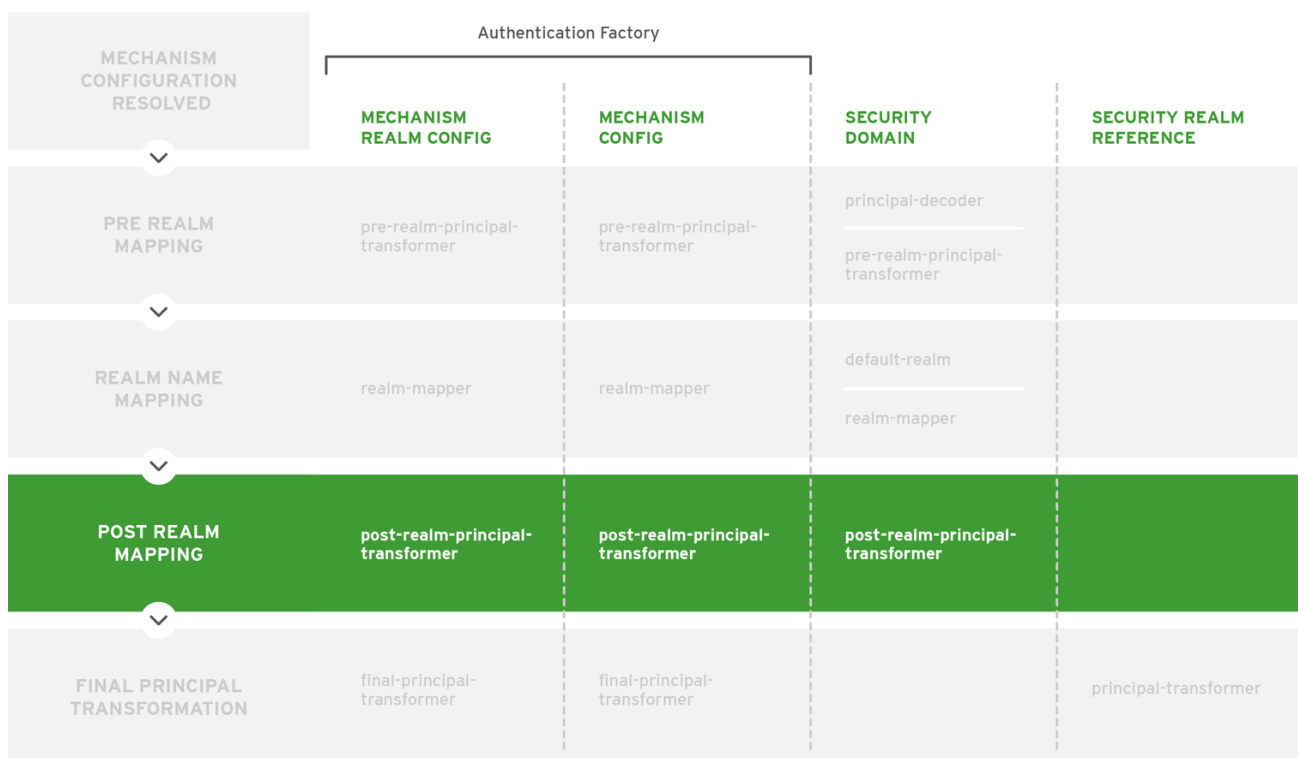 Authentication Factory
MECHANISM
CONFIGURATION
RESOLVED
MECHANISM
REALM CONFIG
MECHANISM
CONFIG
SECURITY
DOMAIN
SECURITY REALM
REFERENCE
PRE REALM
MAPPING
pre-realm-principal-
transformer
pre-realm-principal-
transformer
principal-decoder
pre-realm-principal-
transformer
REALM NAME
MAPPING
realm-mapper
realm-mapper
default-realm
realm-mapper
POST REALM
MAPPING
post-realm-principal-
transformer
post-realm-principal-
transformer
post-realm-principal-
transformer
FINAL PRINCIPAL
TRANSFORMATION
final-principal-
transformer
final-principal-
transformer
principal-transformer